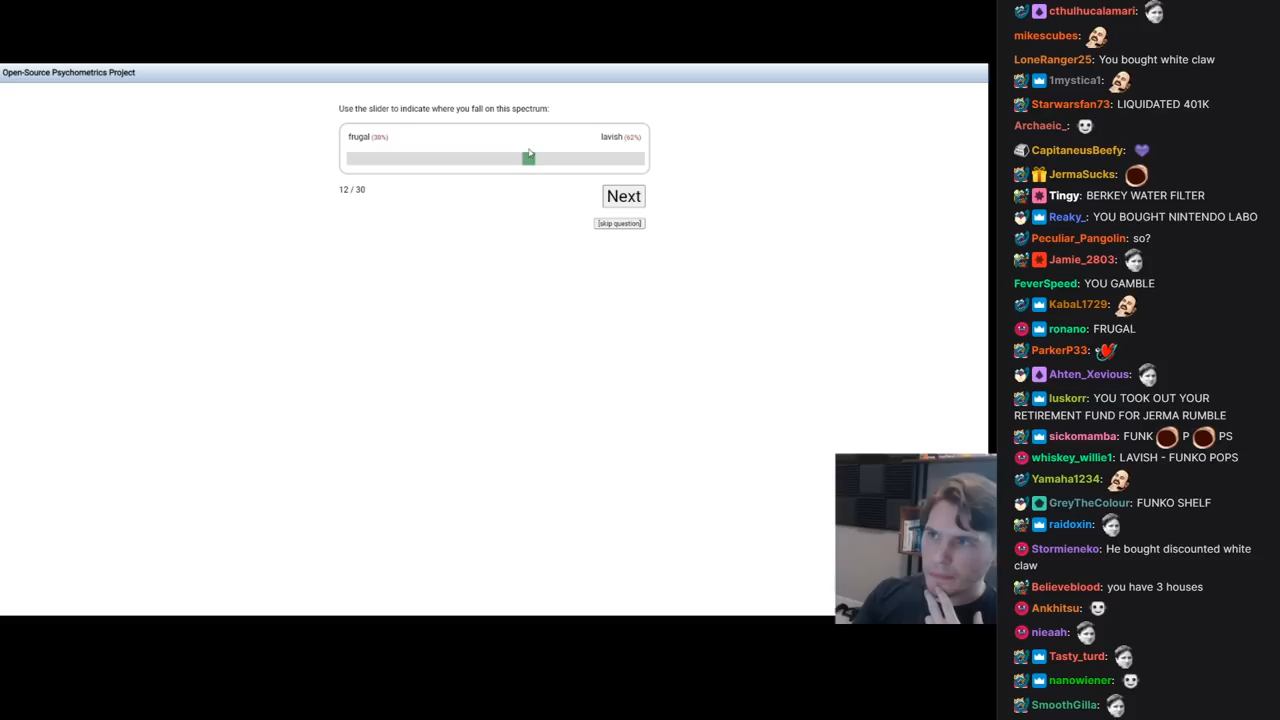 Open-Source Psychometrics Project
Use the slider to indicate where you fall on this spectrum:
frugal (38%)
lavish (62%)
12 / 30
Next
[skip question]
cthulhucalamari:
mikescubes:
LoneRanger25: You bought white claw
1mystica1:
Starwarsfan73: LIQUIDATED 401K
Archaeic_:
CapitaneusBeefy:
JermaSucks:
Tingy: BERKEY WATER FILTER
Reaky_: YOU BOUGHT NINTENDO LABO
Peculiar_Pangolin: so?
Jamie_2803:
FeverSpeed: YOU GAMBLE
KabaL1729:
ronano: FRUGAL
ParkerP33:
Ahten_Xevious:
luskorr: YOU TOOK OUT YOUR
RETIREMENT FUND FOR JERMA RUMBLE
sickomamba: FUNK P PS
whiskey_willie1: LAVISH - FUNKO POPS
Yamaha1234:
GreyTheColour: FUNKO SHELF
raidoxin:
Stormieneko: He bought discounted white
claw
Believeblood: you have 3 houses
Ankhitsu:
nieaah:
Tasty_turd:
nanowiener:
SmoothGilla: